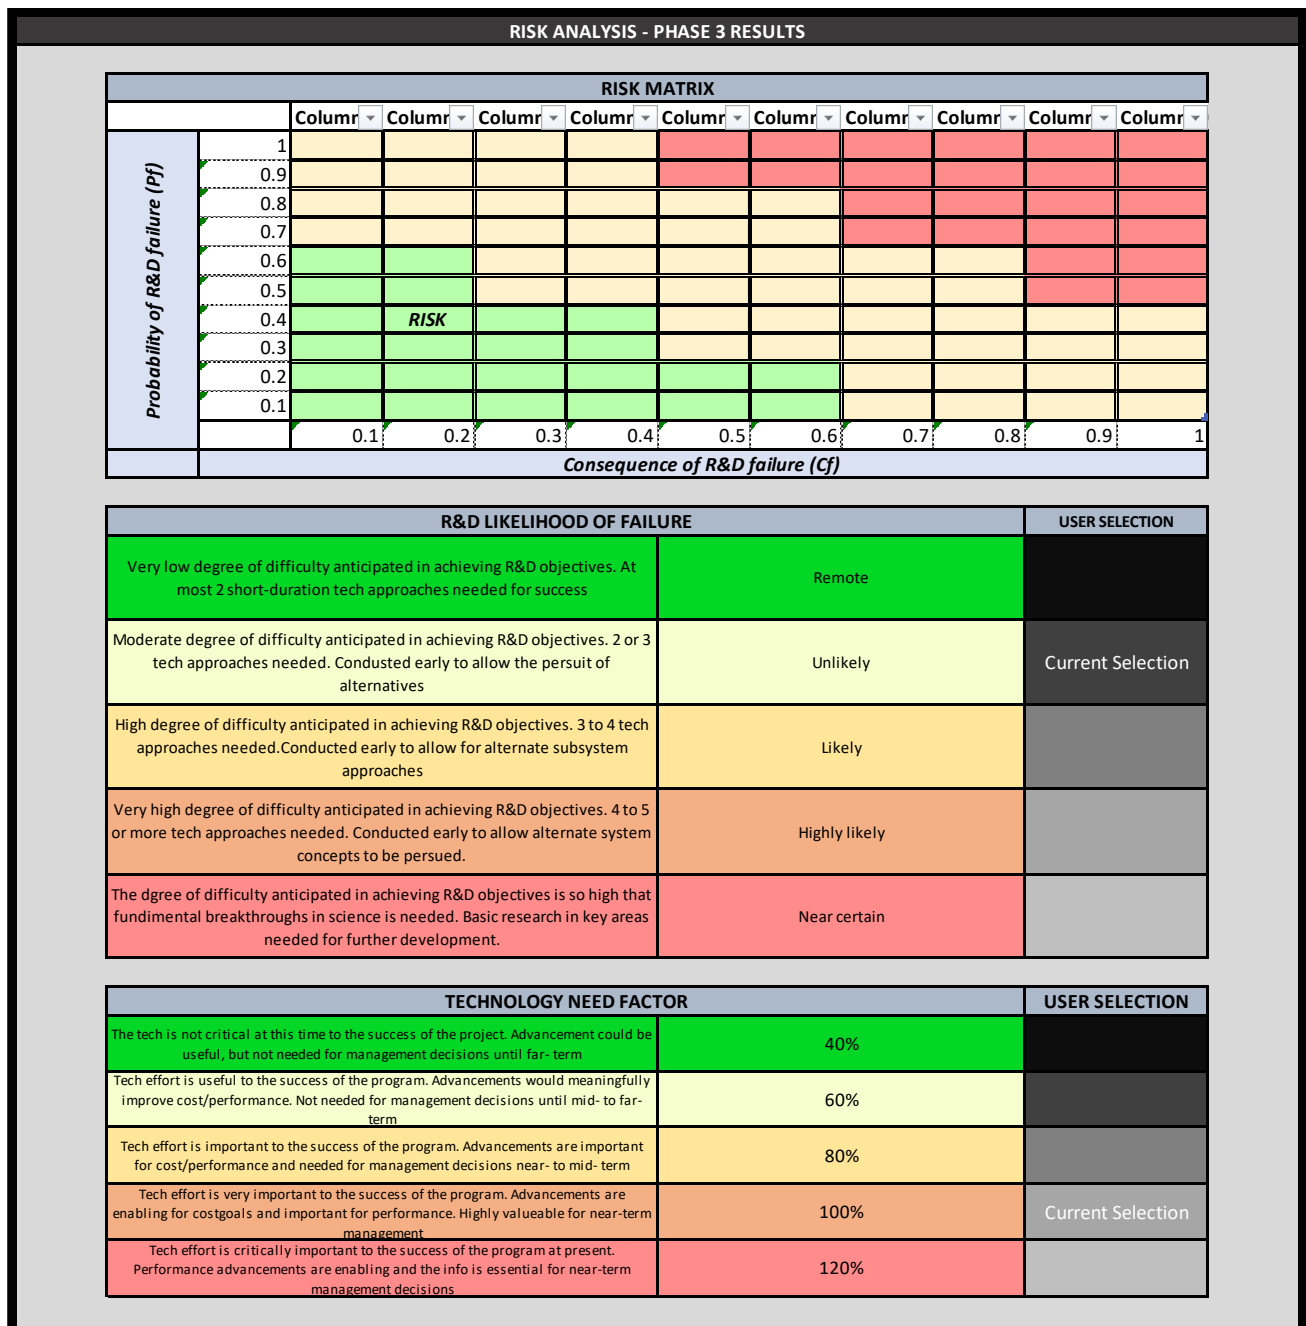 RISK ANALYSIS - PHASE 3 RESULTS
RISK MATRIX
Columr Columr Columr Columr Columr Columr Columr Columr Columr Columr
Probability of R&D failure (Pf)
1
0.9
0.8
0.7
0.6
0.5
0.4 RISK
0.3
0.2
0.1
0.1 0.2 0.3 0.4 0.5 0.6 0.7 0.8 0.9 1
Consequence of R&D failure (Cf)
R&D LIKELIHOOD OF FAILURE USER SELECTION
Very low degree of difficulty anticipated in achieving R&D objectives. At
most 2 short-duration tech approaches needed for success
Remote
Moderate degree of difficulty anticipated in achieving R&D objectives. 2 or 3
tech approaches needed. Condusted early to allow the persuit of
alternatives
Unlikely
Current Selection
High degree of difficulty anticipated in achieving R&D objectives. 3 to 4 tech
approaches needed.Conducted early to allow for alternate subsystem
approaches
Likely
Very high degree of difficulty anticipated in achieving R&D objectives. 4 to 5
or more tech approaches needed. Conducted early to allow alternate system
concepts to be persued.
Highly likely
The dgree of difficulty anticipated in achieving R&D objectives is so high that
fundimental breakthroughs in science is needed. Basic research in key areas
needed for further development.
Near certain
TECHNOLOGY NEED FACTOR USER SELECTION
The tech is not critical at this time to the success of the project. Advancement could be
useful, but not needed for management decisions until far- term
40%
Tech effort is useful to the success of the program. Advancements would meaningfully
improve cost/performance. Not needed for management decisions until mid- to far-
term
60%
Tech effort is important to the success of the program. Advancements are important
for cost/performance and needed for management decisions near- to mid- term
80%
Tech effort is very important to the success of the program. Advancements are
enabling for costgoals and important for performance. Highly valueable for near-term
management
100%
Current Selection
Tech effort is critically important to the success of the program at present.
Performance advancements are enabling and the info is essential for near-term
management decisions
120%